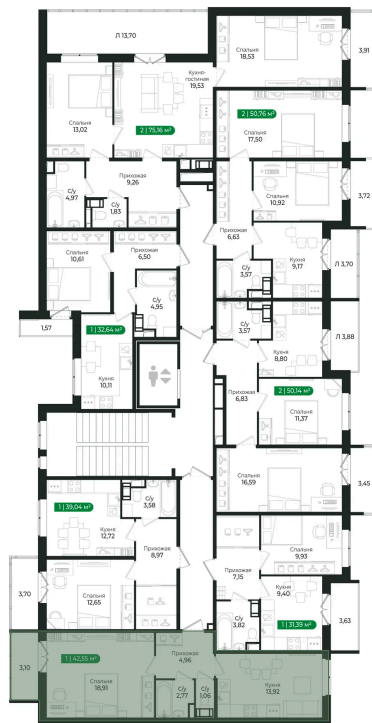 Л 13,70
Спальня
18,53
3,91
Кухня-
гостиная
19,53
Спальня
13,02
2 | 75,16 м²
2 | 50,76 м²
Спальня
17,50
Прихожая
9,26
С/у
4,97
С/у
1,83
Спальня
10,92
3,72
Прихожая
6,63
Спальня
10,61
Прихожая
6,50
С/у
3,57
Кухня
9,17
Л 3,70
С/у
4,95
1,57
1 | 32,64 м²
С/у
3,57
Кухня
8,80
Л 3,88
Кухня
10,11
Прихожая
6,83
2 | 50,14 м²
Спальня
11,37
Спальня
16,59
3,45
С/у
3,58
1 | 39,04 м²
Кухня
12,72
Прихожая
8,97
Спальня
9,93
Прихожая
7,15
3,70
Спальня
12,65
Кухня
9,40
С/у
3,82
1 | 31,39 м²
3,63
Прихожая
4,96
1 | 42,55 м²
3,10
Спальня
18,91
С/у
2,77
С/у
1,06
Кухня
13,92